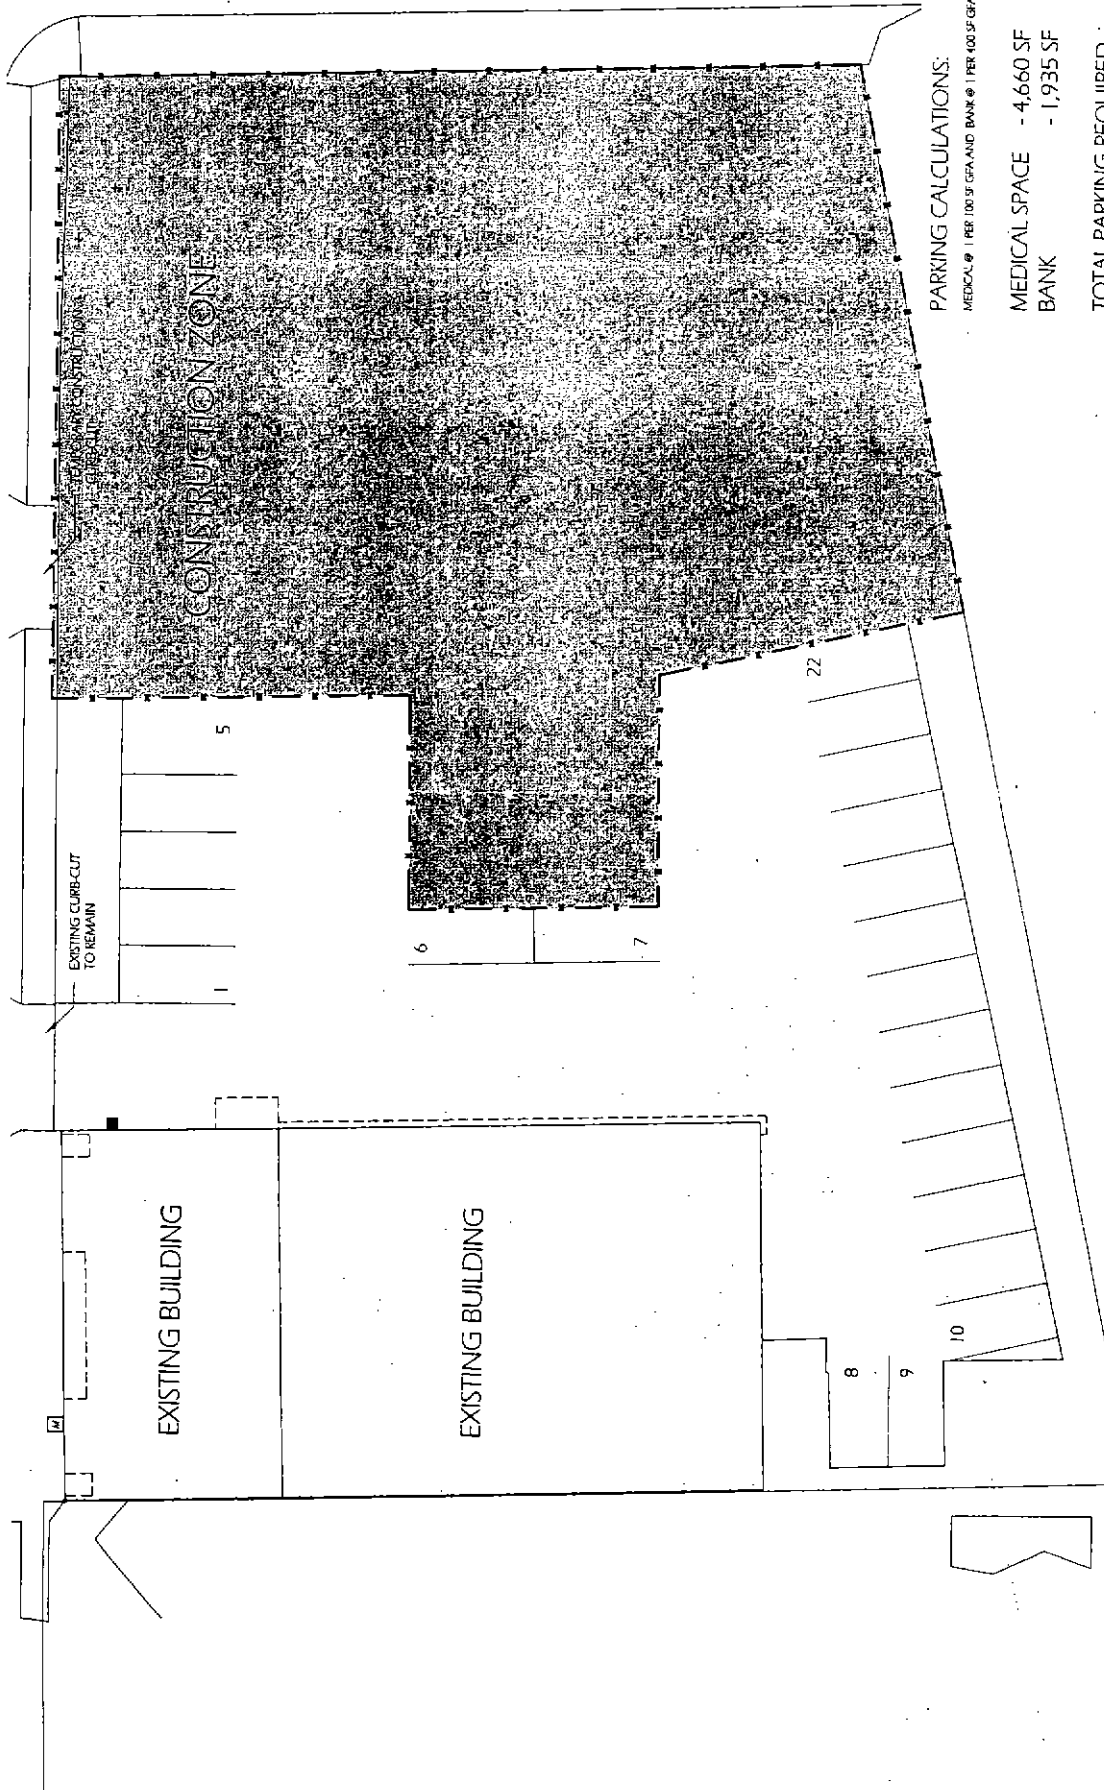 TEMPORARY CONSTRUCTION
CURB-CUT
CONSTRUCTION ZONE
EXISTING CURB-CUT
TO REMAIN
1
5
6
7
22
EXISTING BUILDING
M
EXISTING BUILDING
8
9
10
PARKING CALCULATIONS:
MEDICAL @ 1 PER 100 SF GFA AND BANK @ 1 PER 400 SF GFA
MEDICAL SPACE - 4,660 SF
BANK - 1,935 SF
TOTAL PARKING REQUIRED :